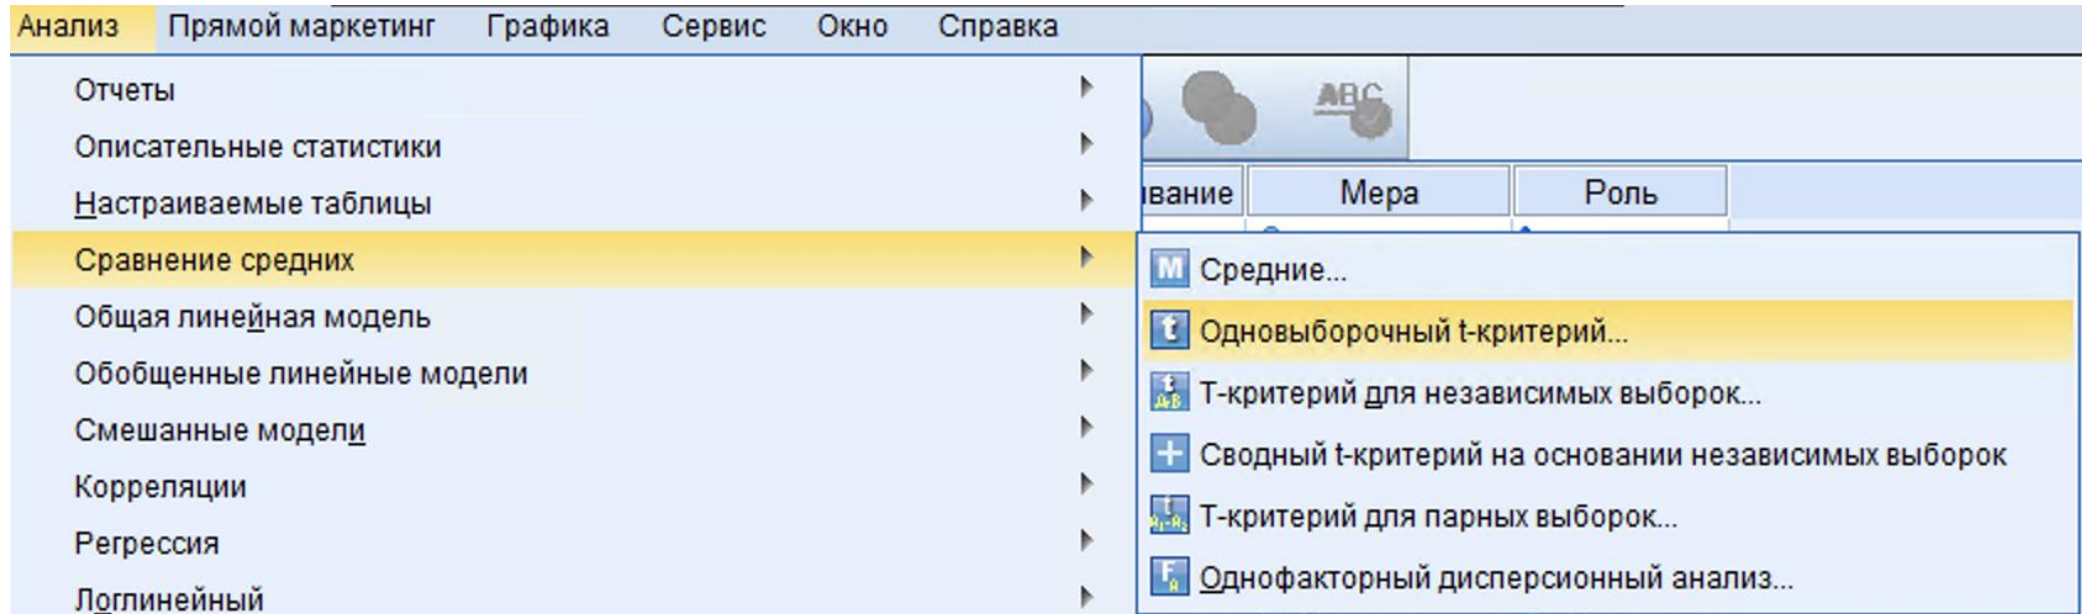 Анализ Прямой маркетинг Графика Сервис Окно Справка
Отчеты
Описательные статистики
Настраиваемые таблицы
Сравнение средних
Общая линейная модель
Обобщенные линейные модели
Смешанные модели
Корреляции
Регрессия
Логлинейный
ABC
ивание Мера Роль
M Средние...
t Одновыборочный t-критерий...
Т-критерий для независимых выборок...
Сводный t-критерий на основании независимых выборок
Т-критерий для парных выборок...
Однофакторный дисперсионный анализ...